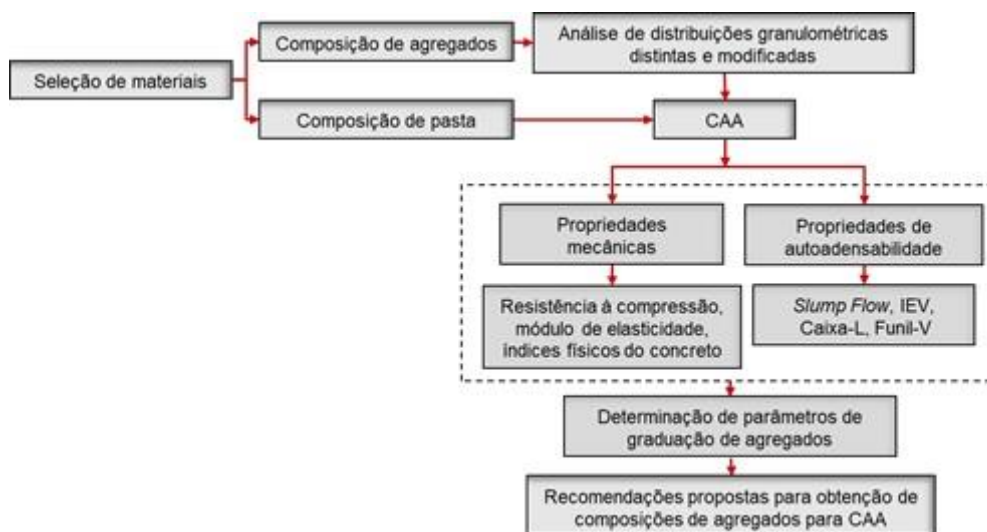 Composição de agregados
Análise de distribuições granulométricas
distintas e modificadas
Seleção de materiais
Composição de pasta
CAA
Propriedades
mecânicas
Propriedades de
autoadensabilidade
Resistência à compressão,
módulo de elasticidade,
índices físicos do concreto
Slump Flow, IEV,
Caixa-L, Funil-V
Determinação de parâmetros de
graduação de agregados
Recomendações propostas para obtenção de
composições de agregados para CAA